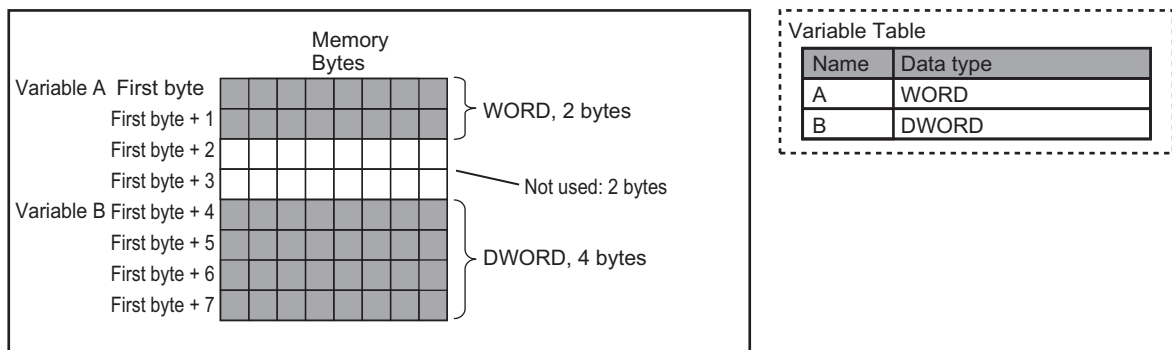 Memory
Bytes
Variable A First byte
First byte + 1
WORD, 2 bytes
First byte + 2
First byte + 3
Not used: 2 bytes
Variable B First byte + 4
First byte + 5
DWORD, 4 bytes
First byte + 6
First byte + 7
Variable Table
Name Data type
A WORD
B DWORD